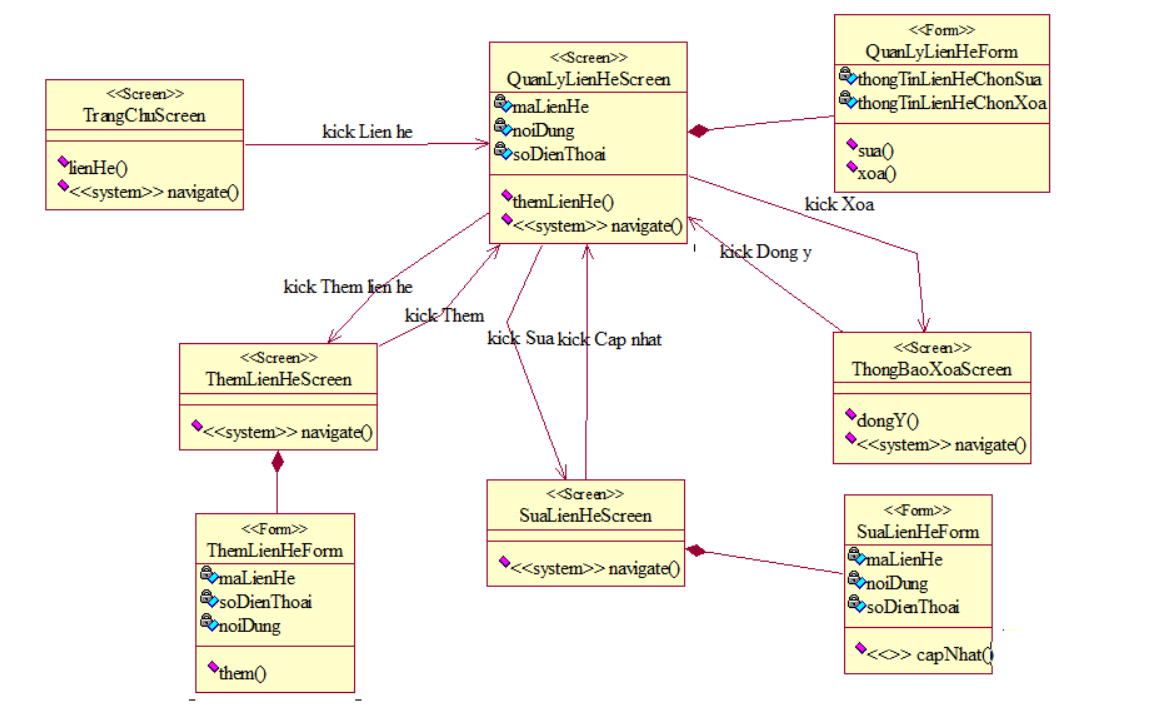 <<Screen>>
TrangChuScreen
lienHe()
<<system>> navigate()
kick Lien he
<<Screen>>
QuanLyLienHeScreen
maLienHe
noiDung
soDienThoai
themLienHe()
<<system>> navigate()
<<Form>>
QuanLyLienHeForm
thongTinLienHeChonSua
thongTinLienHeChonXoa
sua()
xoa()
kick Xoa
kick Dong y
kick Them lien he
kick Them
kick Sua
kick Cap nhat
<<Screen>>
ThemLienHeScreen
<<system>> navigate()
<<Screen>>
ThongBaoXoaScreen
dongY()
<<system>> navigate()
<<Form>>
ThemLienHeForm
maLienHe
soDienThoai
noiDung
them()
<<Screen>>
SuaLienHeScreen
<<system>> navigate()
<<Form>>
SuaLienHeForm
maLienHe
noiDung
soDienThoai
<<>> capNhat()